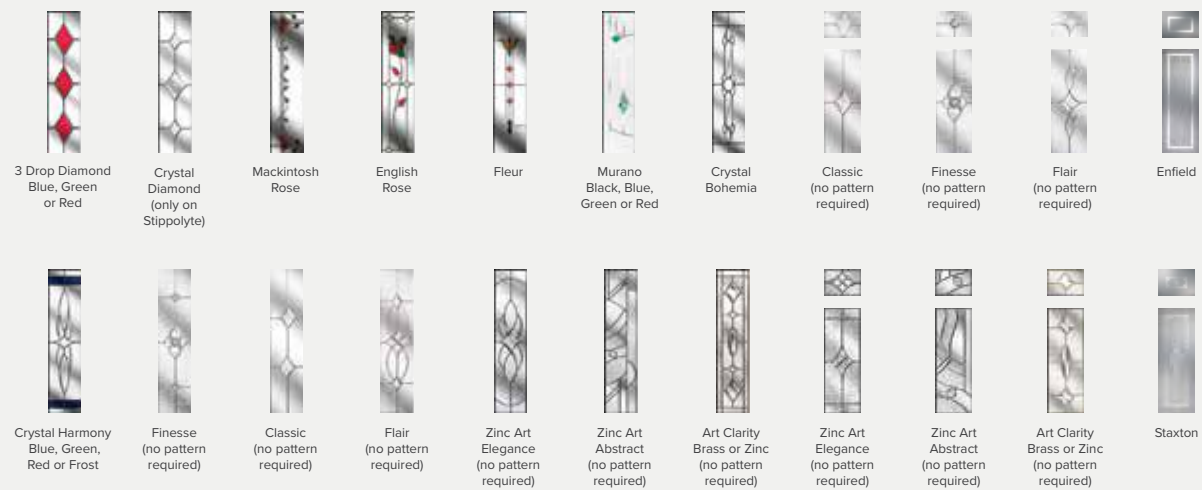 3 Drop Diamond
Blue, Green
or Red
Crystal
Diamond
(only on
Stippolyte)
Mackintosh
Rose
English
Rose
Fleur
Murano
Black, Blue,
Green or Red
Crystal
Bohemia
Classic
(no pattern
required)
Finesse
(no pattern
required)
Flair
(no pattern
required)
Enfield
Crystal Harmony
Blue, Green,
Red or Frost
Finesse
(no pattern
required)
Classic
(no pattern
required)
Flair
(no pattern
required)
Zinc Art
Elegance
(no pattern
required)
Zinc Art
Abstract
(no pattern
required)
Art Clarity
Brass or Zinc
(no pattern
required)
Zinc Art
Elegance
(no pattern
required)
Zinc Art
Abstract
(no pattern
required)
Art Clarity
Brass or Zinc
(no pattern
required)
Staxton